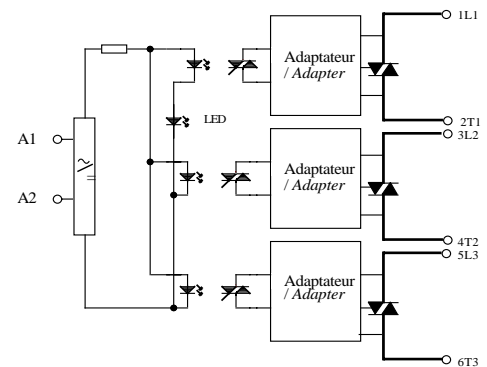 1L1
Adaptateur
/ Adapter
LED
2T1
3L2
A1
Adaptateur
/ Adapter
A2
4T2
5L3
Adaptateur
/ Adapter
6T3